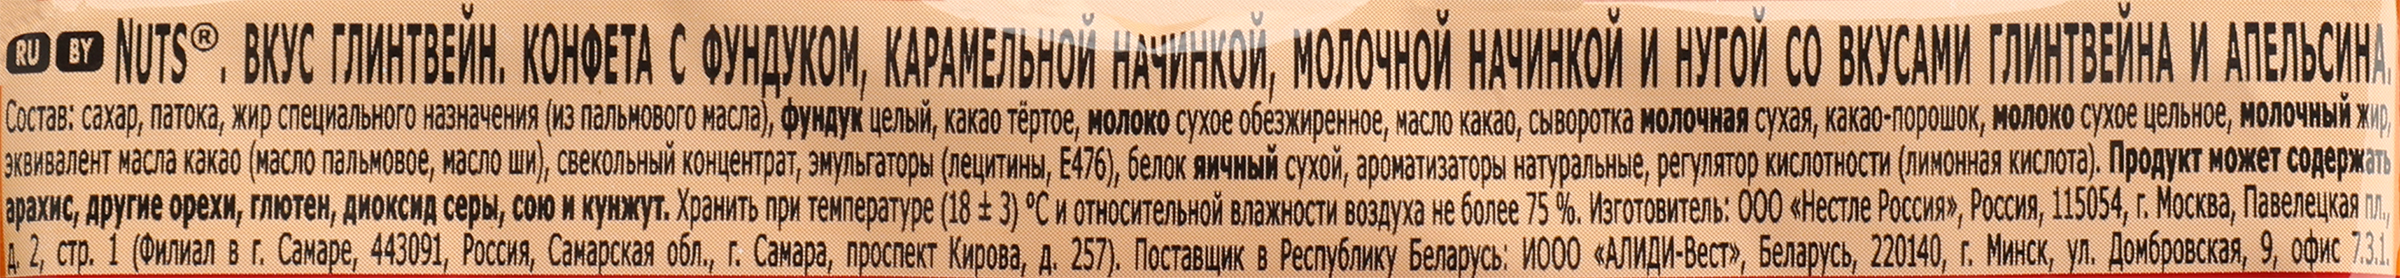 RU BY NUTS®. ВКУС ГЛИНТВЕЙН. КОНФЕТА С ФУНДУКОМ, КАРАМЕЛЬНОЙ НАЧИНКОЙ, МОЛОЧНОЙ НАЧИНКОЙ И НУГОЙ СО ВКУСАМИ ГЛИНТВЕЙНА И АПЕЛЬСИНА.
Состав: сахар, патока, жир специального назначения (из пальмового масла), фундук целый, какао тёртое, молоко сухое обезжиренное, масло какао, сыворотка молочная сухая, какао-порошок, молоко сухое цельное, молочный жир,
эквивалент масла какао (масло пальмовое, масло ши), свекольный концентрат, эмульгаторы (лецитины, Е476), белок яичный сухой, ароматизаторы натуральные, регулятор кислотности (лимонная кислота). Продукт может содержать
арахис, другие орехи, глютен, диоксид серы, сою и кунжут. Хранить при температуре (18 ± 3) °С и относительной влажности воздуха не более 75 %. Изготовитель: ООО «Нестле Россия», Россия, 115054, г. Москва, Павелецкая пл.,
д. 2, стр. 1 (Филиал в г. Самаре, 443091, Россия, Самарская обл., г. Самара, проспект Кирова, д. 257). Поставщик в Республику Беларусь: ИООО «АЛИДИ-Вест», Беларусь, 220140, г. Минск, ул. Домбровская, 9, офис 7.3.1.